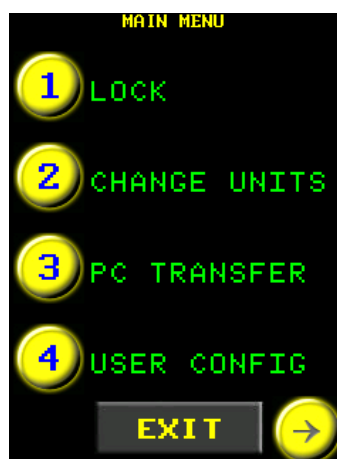 MAIN MENU
1 LOCK
2 CHANGE UNITS
3 PC TRANSFER
4 USER CONFIG
EXIT →